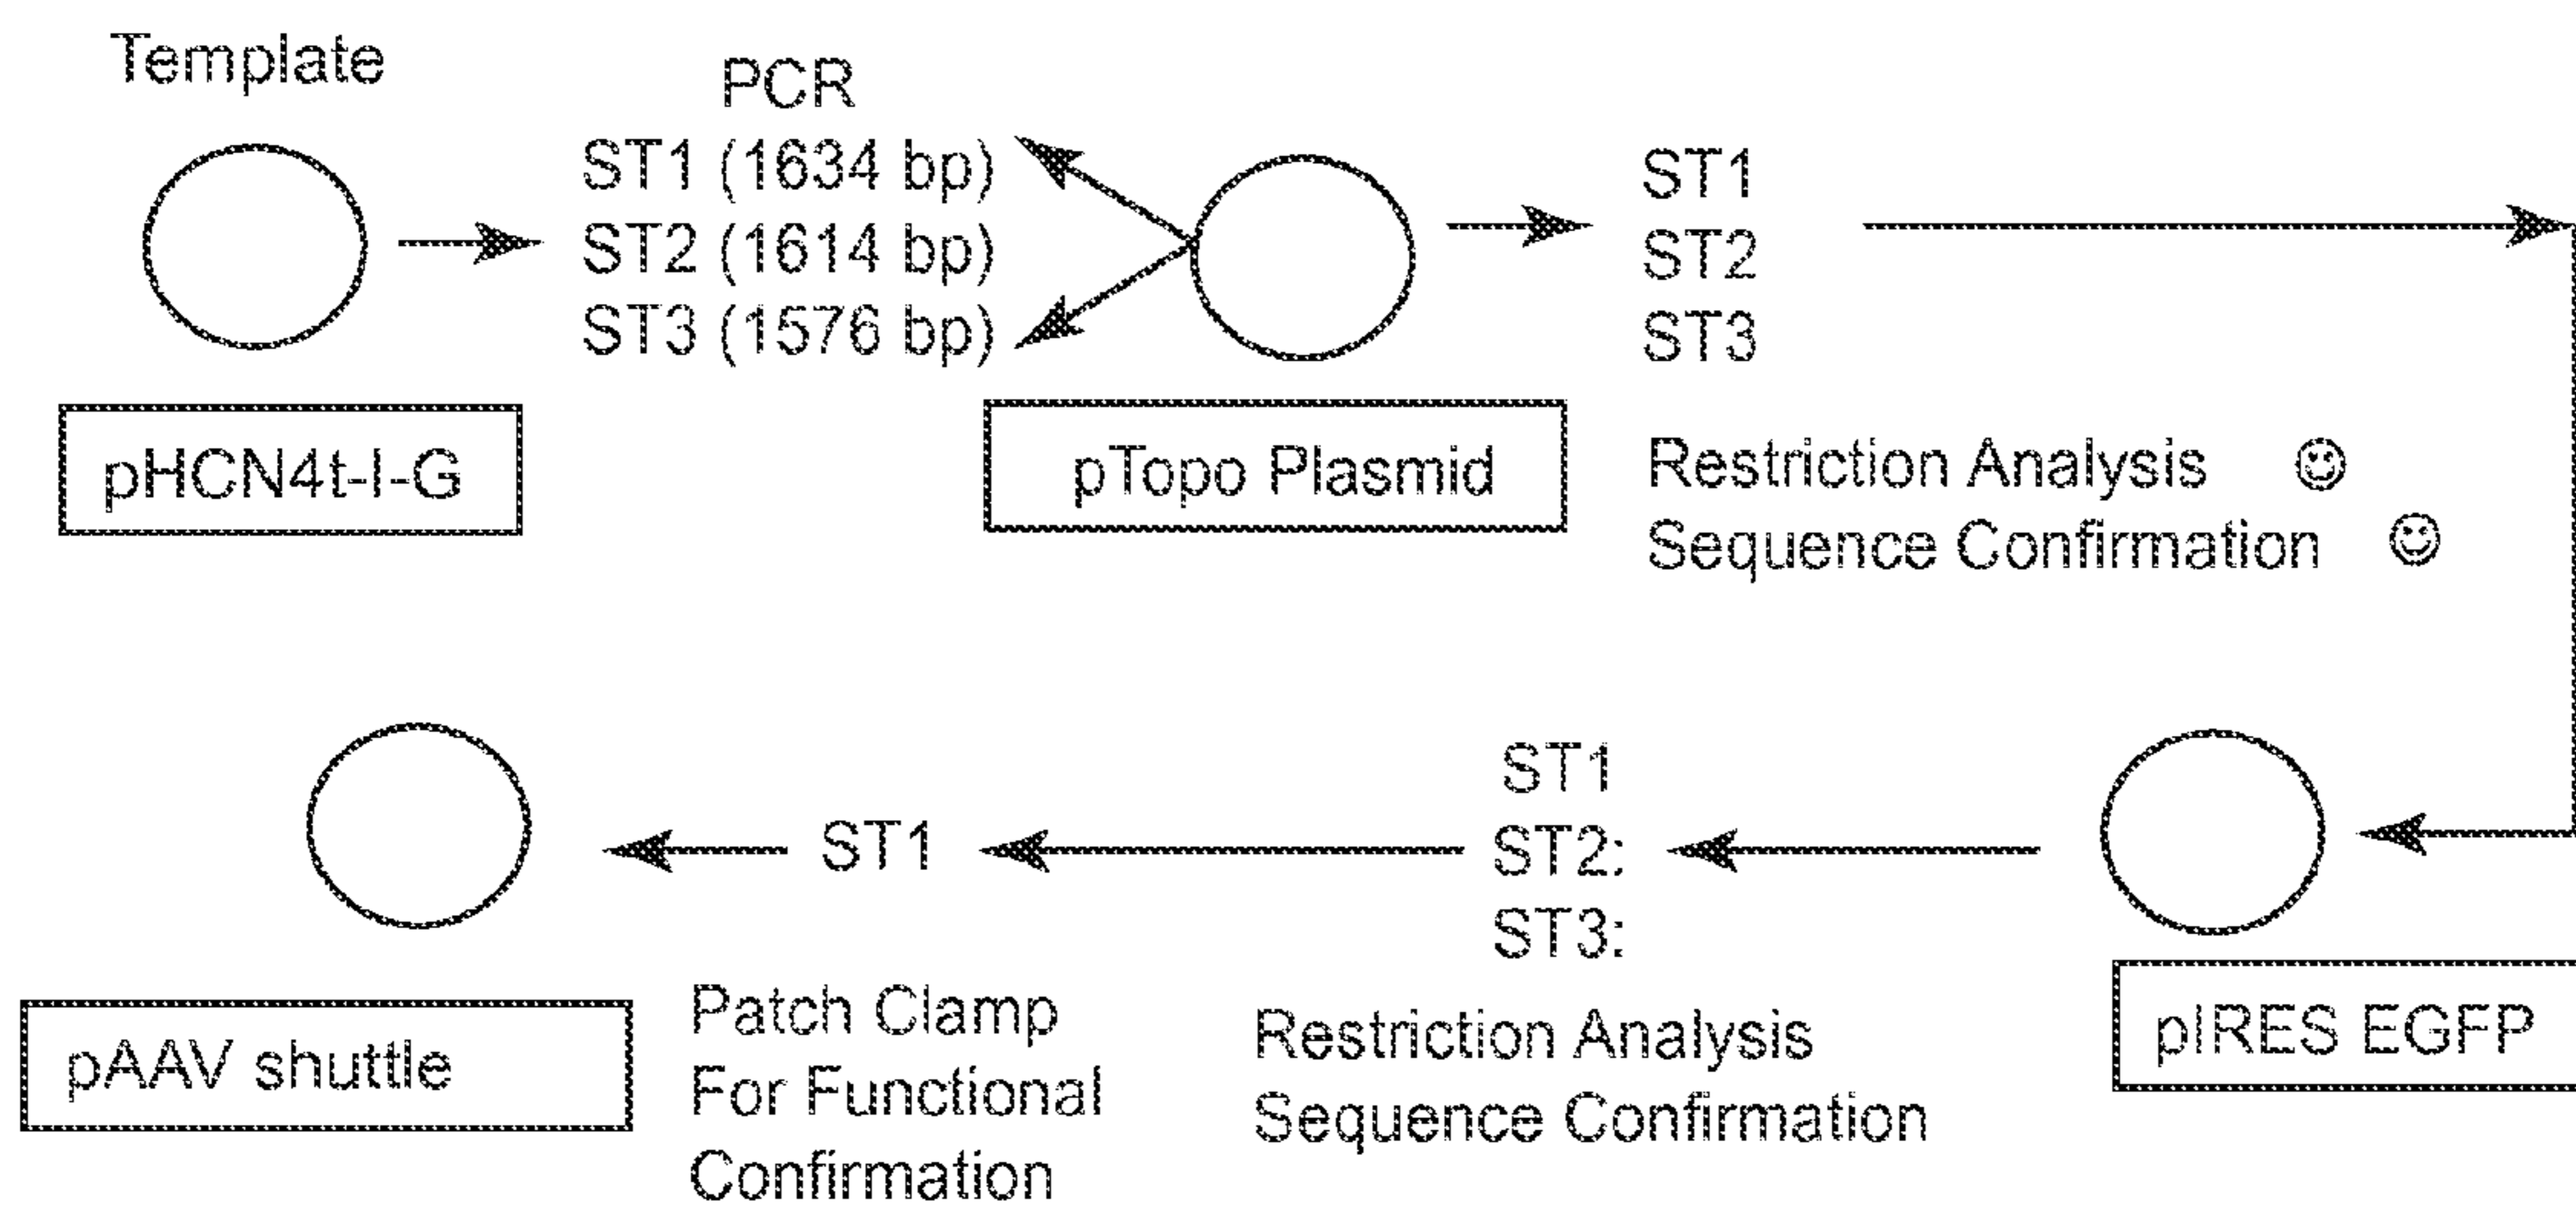 Template
PCR
ST1 (1634 bp)
ST2 (1614 bp)
ST3 (1576 bp)
pHCN4t-I-G
pTopo Plasmid
ST1
ST2
ST3
Restriction Analysis ☺
Sequence Confirmation ☺
pIRES EGFP
ST1
ST2:
ST3:
Restriction Analysis
Sequence Confirmation
ST1
Patch Clamp
For Functional
Confirmation
pAAV shuttle